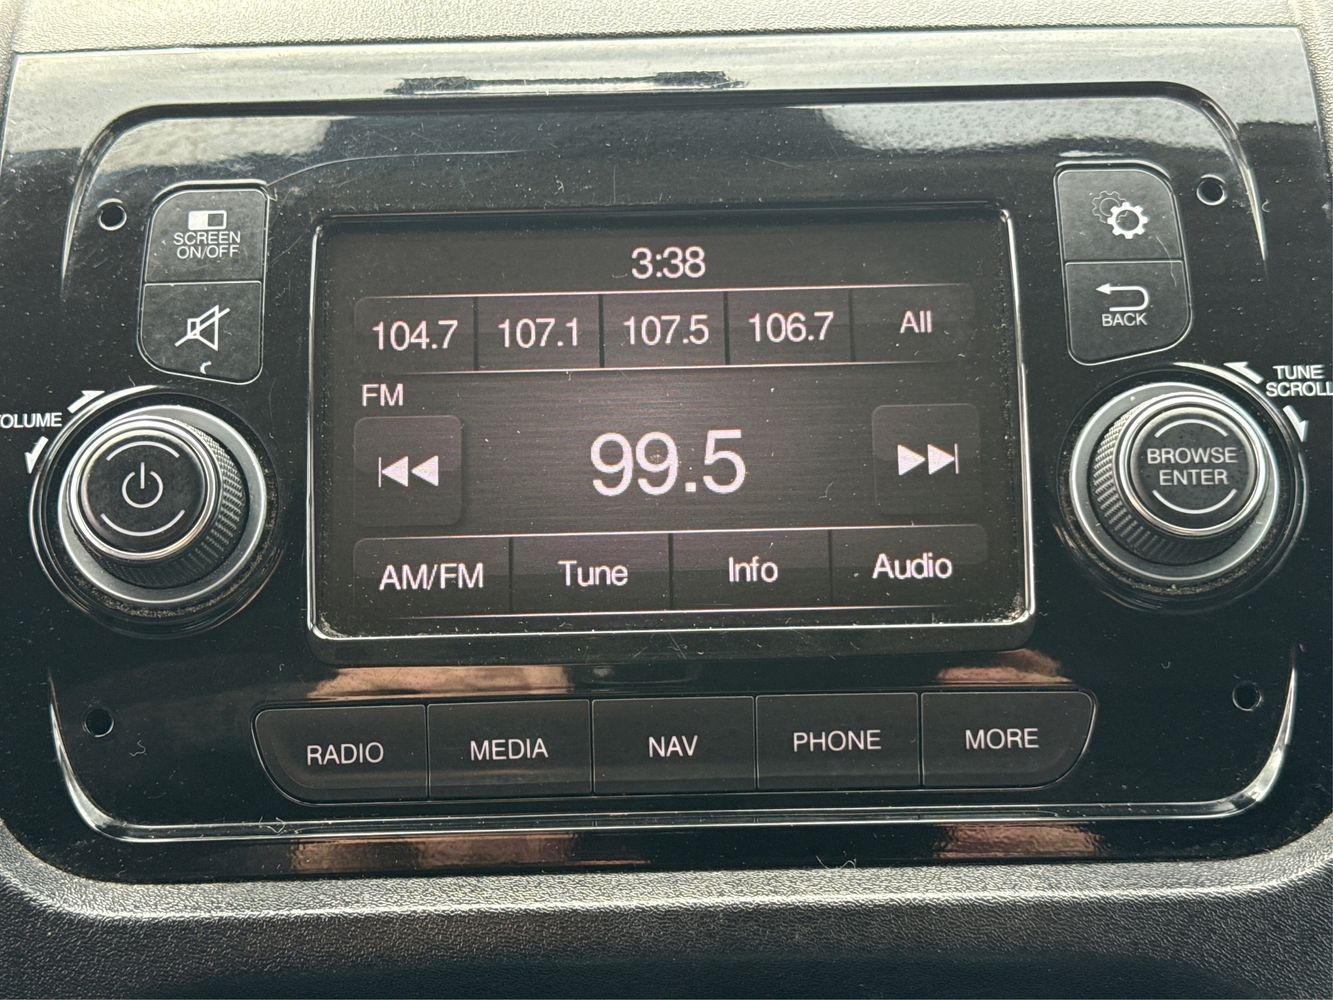 SCREEN
ON/OFF
3:38
104.7 107.1 107.5 106.7 All
BACK
VOLUME
TUNE
SCROLL
FM
99.5
BROWSE
ENTER
AM/FM Tune Info Audio
RADIO MEDIA NAV PHONE MORE